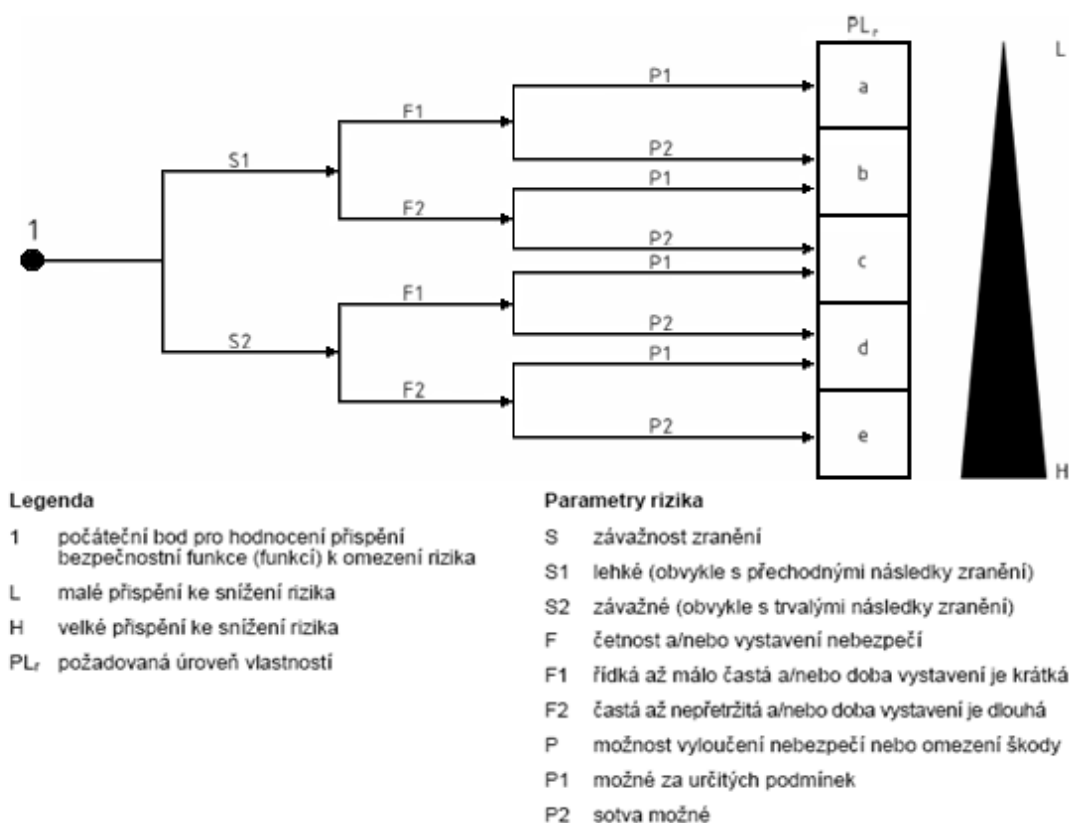 PLr
L
P1
a
F1
P2
S1
b
P1
F2
1
P2
c
P1
F1
P2
S2
d
P1
F2
P2
e
H
Legenda
1 počáteční bod pro hodnocení přispění
bezpečnostní funkce (funkcí) k omezení rizika
L malé přispění ke snížení rizika
H velké přispění ke snížení rizika
PLr požadovaná úroveň vlastností
Parametry rizika
S závažnost zranění
S1 lehké (obvykle s přechodnými následky zranění)
S2 závažné (obvykle s trvalými následky zranění)
F četnost a/nebo vystavení nebezpečí
F1 řídká až málo častá a/nebo doba vystavení je krátká
F2 častá až nepřetržitá a/nebo doba vystavení je dlouhá
P možnost vyloučení nebezpečí nebo omezení škody
P1 možné za určitých podmínek
P2 sotva možné